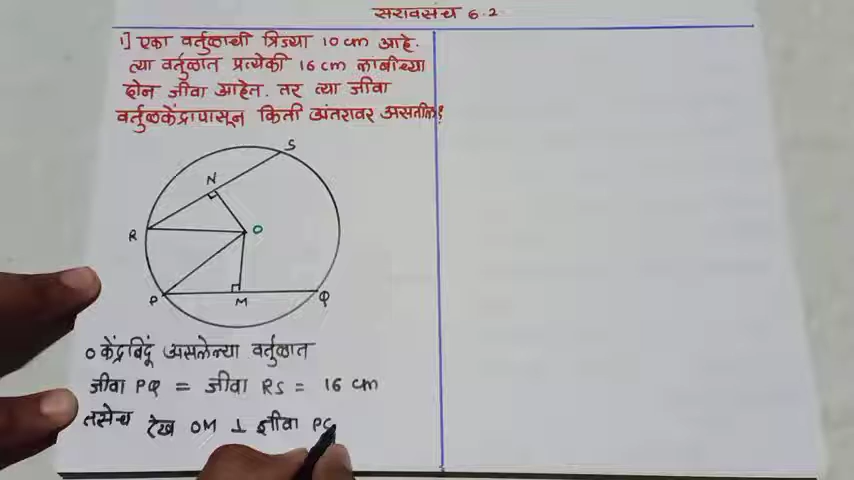 सरावसंच 6.2
1] एका वर्तुळाची त्रिज्या 10 cm आहे.
त्या वर्तुळात प्रत्येकी 16 cm लांबीच्या
दोन जीवा आहेत. तर त्या जीवा
वर्तुळकेंद्रापासून किती अंतरावर असतील?
S
N
R
O
P
M
Q
O केंद्रबिंदू असलेल्या वर्तुळात
जीवा PQ = जीवा RS = 16 cm
तसेच रेख OM ⊥ जीवा PQ